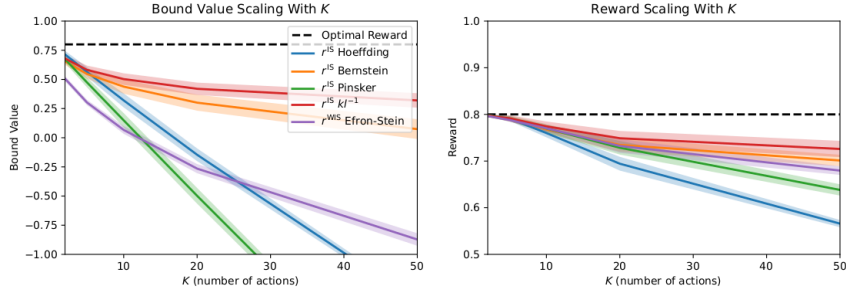 Bound Value Scaling With K
1.00
0.75
0.50
0.25
0.00
−0.25
−0.50
−0.75
−1.00
Bound Value
10
20
30
40
50
K (number of actions)
Optimal Reward
r^IS Hoeffding
r^IS Bernstein
r^IS Pinsker
r^IS kl^−1
r^WIS Efron-Stein
Reward Scaling With K
1.0
0.9
0.8
0.7
0.6
0.5
Reward
10
20
30
40
50
K (number of actions)